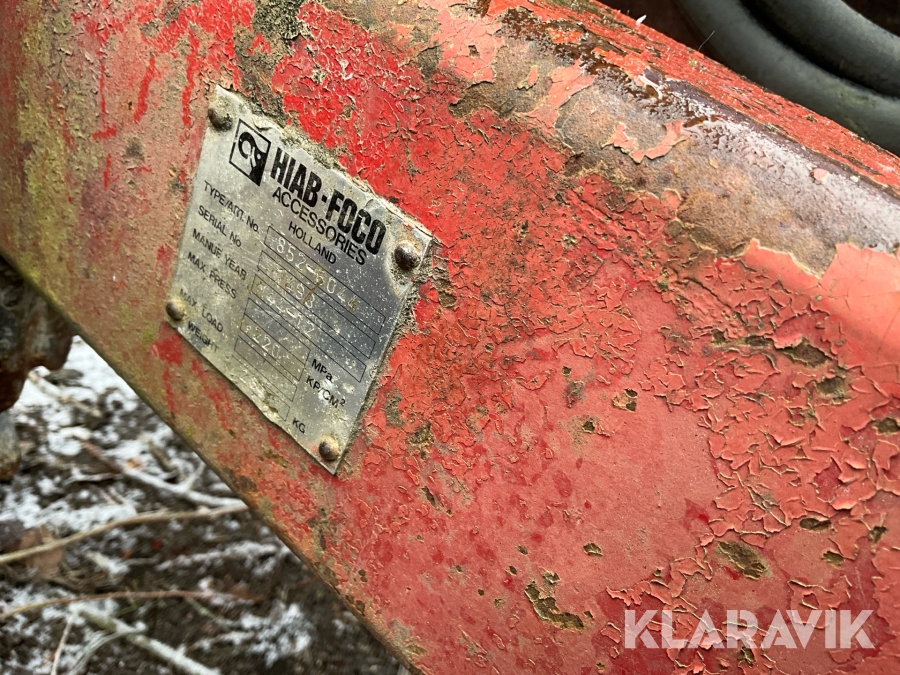 HIAB-FOCO
ACCESSORIES
HOLLAND
TYPE/ART. No.
SERIAL No
MANUF YEAR
MAX. PRESS MPa
KP/CM²
MAX. LOAD
WEIGHT KG
KLARAVIK